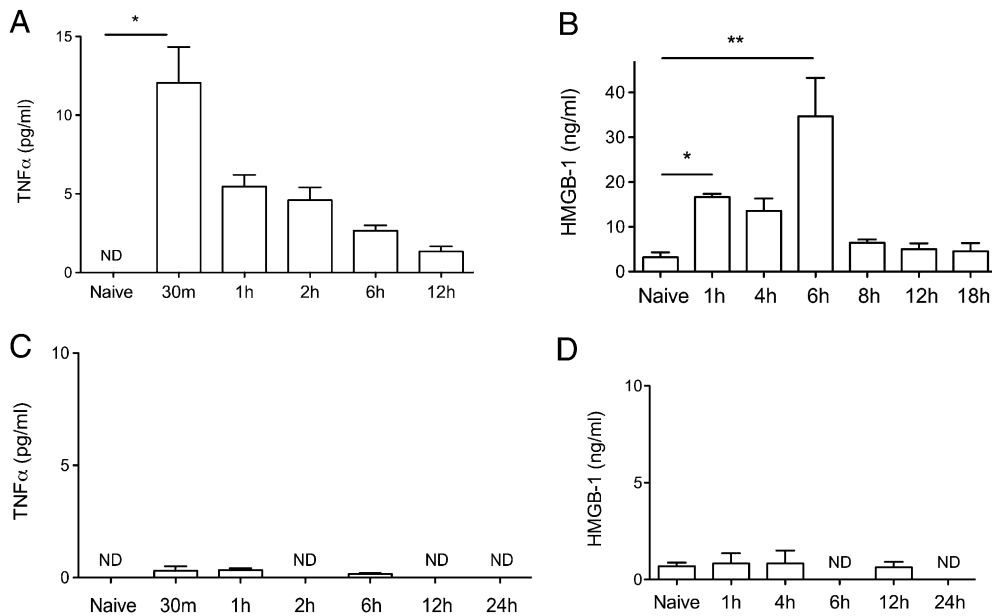 A
TNFα (pg/ml)
15
10
5
0
*
ND
Naive 30m 1h 2h 6h 12h
B
HMGB-1 (ng/ml)
40
30
20
10
0
**
*
Naive 1h 4h 6h 8h 12h 18h
C
TNFα (pg/ml)
10
5
0
ND ND ND ND
Naive 30m 1h 2h 6h 12h 24h
D
HMGB-1 (ng/ml)
10
5
0
ND ND
Naive 1h 4h 6h 12h 24h